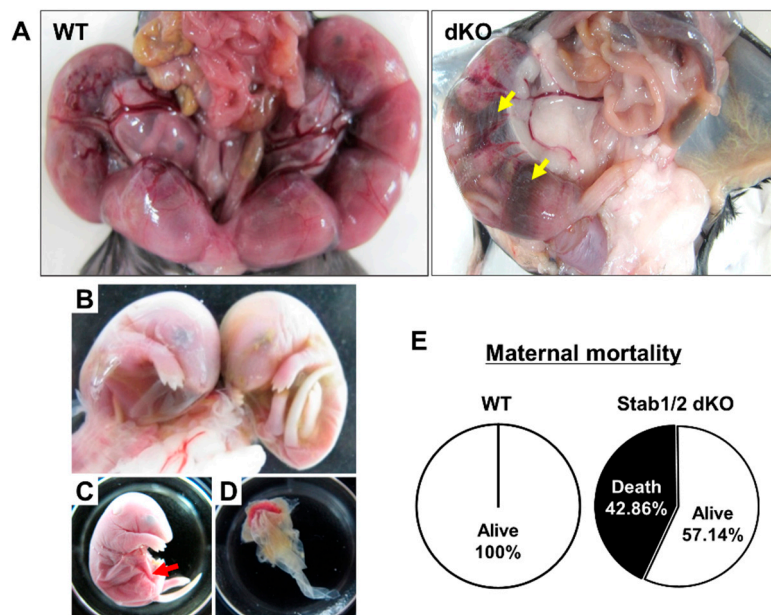 A
WT
dKO
B
C
D
E
Maternal mortality
WT
Stab1/2 dKO
Alive
100%
Death
42.86%
Alive
57.14%